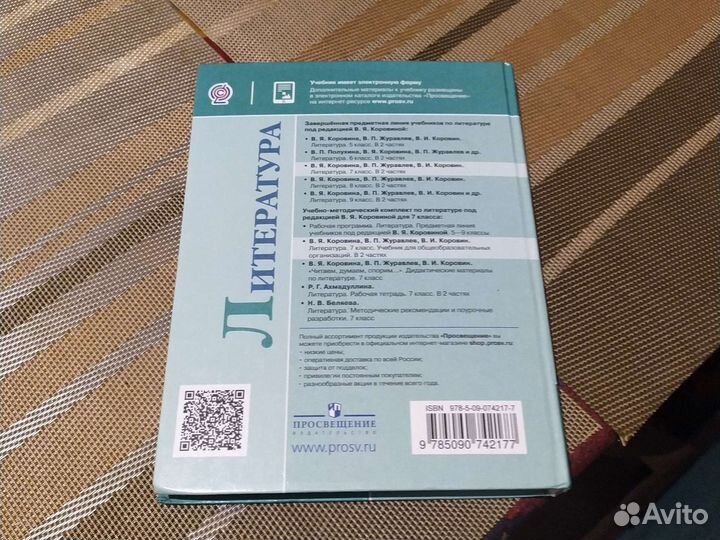 ЛИТЕРАТУРА
Учебник имеет электронную форму
Дополнительные материалы к учебнику размещены
в электронном каталоге издательства «Просвещение»
на интернет-ресурсе www.prosv.ru
Завершённая предметная линия учебников по литературе
под редакцией В. Я. Коровиной:
• В. Я. Коровина, В. П. Журавлев, В. И. Коровин.
Литература. 5 класс. В 2 частях
• В. П. Полухина, В. Я. Коровина, В. П. Журавлев и др.
Литература. 6 класс. В 2 частях
• В. Я. Коровина, В. П. Журавлев, В. И. Коровин.
Литература. 7 класс. В 2 частях
• В. Я. Коровина, В. П. Журавлев, В. И. Коровин.
Литература. 8 класс. В 2 частях
• В. Я. Коровина, В. П. Журавлев, В. И. Коровин и др.
Литература. 9 класс. В 2 частях
Учебно-методический комплект по литературе под
редакцией В. Я. Коровиной для 7 класса:
• Рабочая программа. Литература. Предметная линия
учебников под редакцией В. Я. Коровиной. 5–9 классы.
• В. Я. Коровина, В. П. Журавлев, В. И. Коровин.
Литература. 7 класс. Учебник для общеобразовательных
организаций. В 2 частях
• В. Я. Коровина, В. П. Журавлев, В. И. Коровин.
«Читаем, думаем, спорим...». Дидактические материалы
по литературе. 7 класс
• Р. Г. Ахмадуллина.
Литература. Рабочая тетрадь. 7 класс. В 2 частях
• Н. В. Беляева.
Литература. Методические рекомендации и поурочные
разработки. 7 класс
Полный ассортимент продукции издательства «Просвещение» вы
можете приобрести в официальном интернет-магазине shop.prosv.ru:
• низкие цены;
• оперативная доставка по всей России;
• защита от подделок;
• привилегии постоянным покупателям;
• разнообразные акции в течение всего года.
ПРОСВЕЩЕНИЕ
ИЗДАТЕЛЬСТВО
www.prosv.ru
ISBN 978-5-09-074217-7
9 785090 742177
Avito